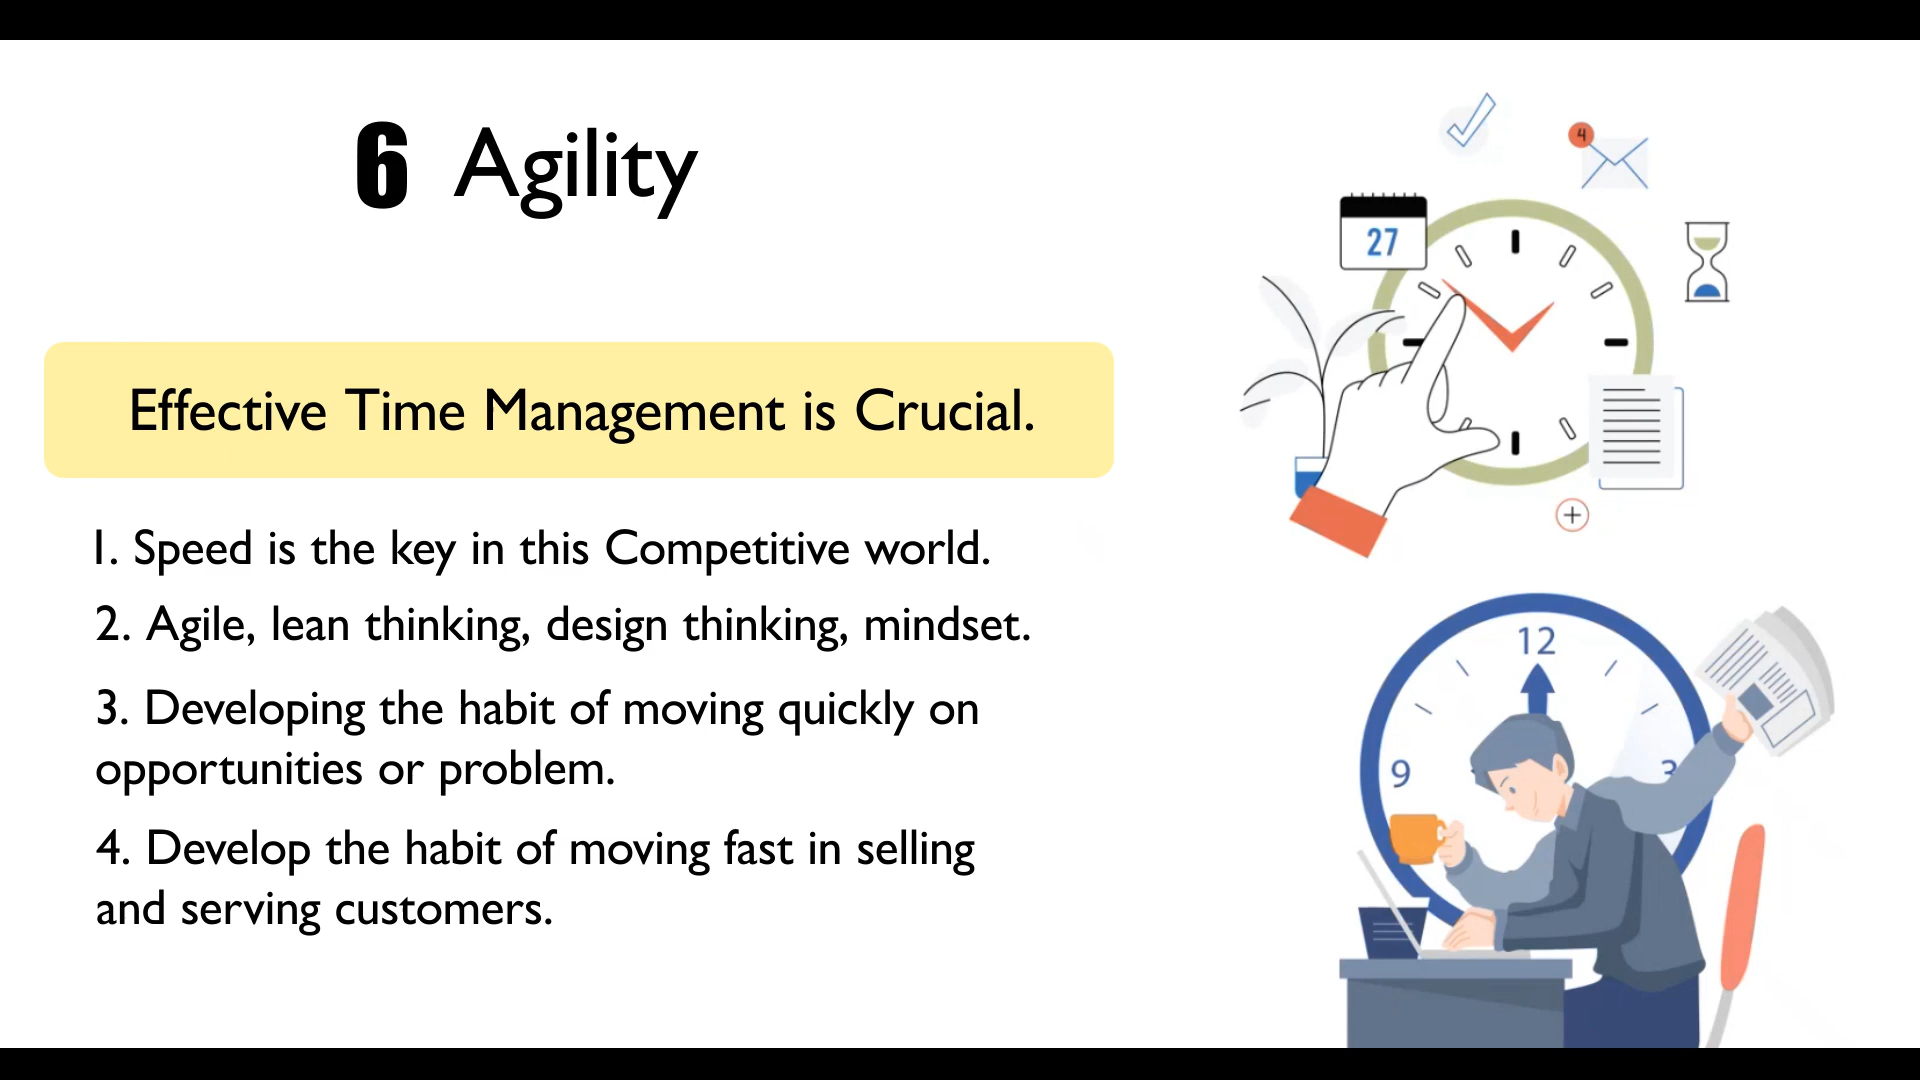 6 Agility
Effective Time Management is Crucial.
1. Speed is the key in this Competitive world.
2. Agile, lean thinking, design thinking, mindset.
3. Developing the habit of moving quickly on
opportunities or problem.
4. Develop the habit of moving fast in selling
and serving customers.
4
27
12
9
3